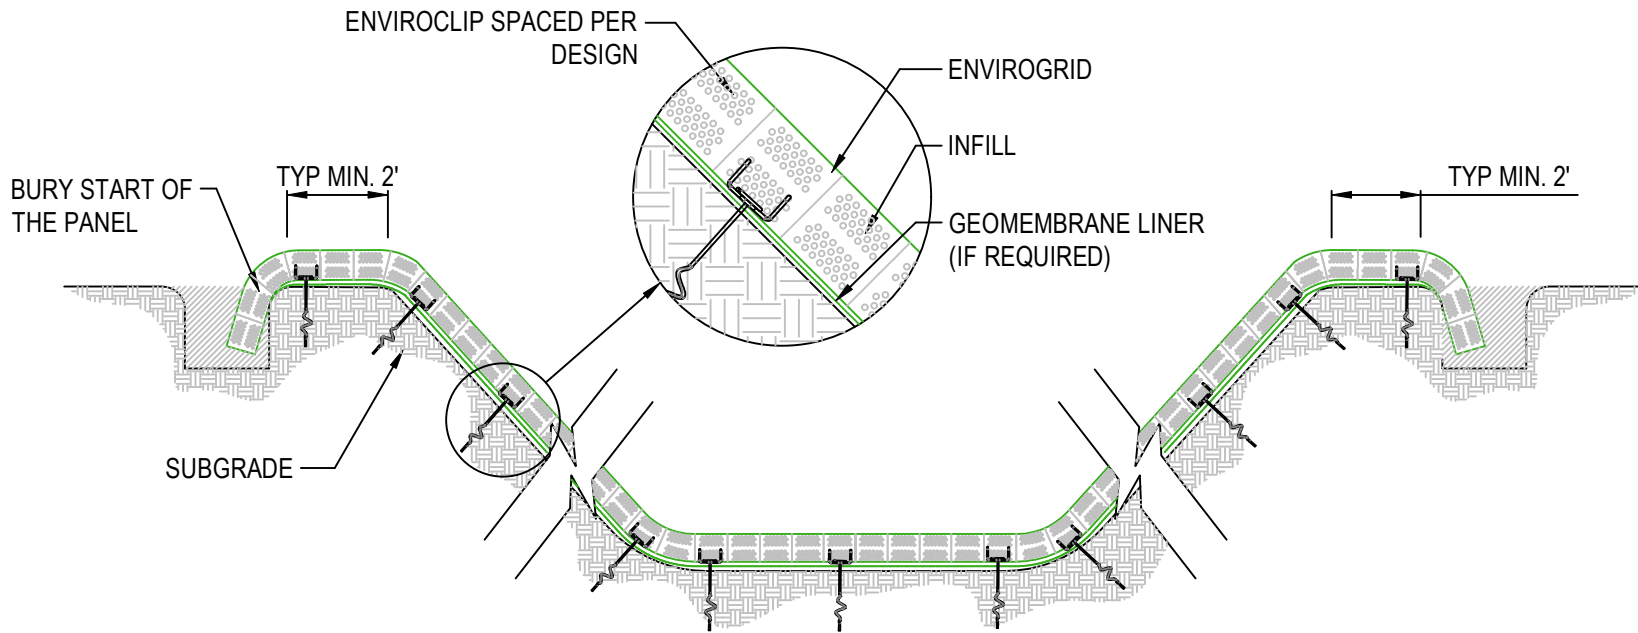 ENVIROCLIP SPACED PER
DESIGN
ENVIROGRID
INFILL
TYP MIN. 2'
TYP MIN. 2'
BURY START OF
THE PANEL
GEOMEMBRANE LINER
(IF REQUIRED)
SUBGRADE